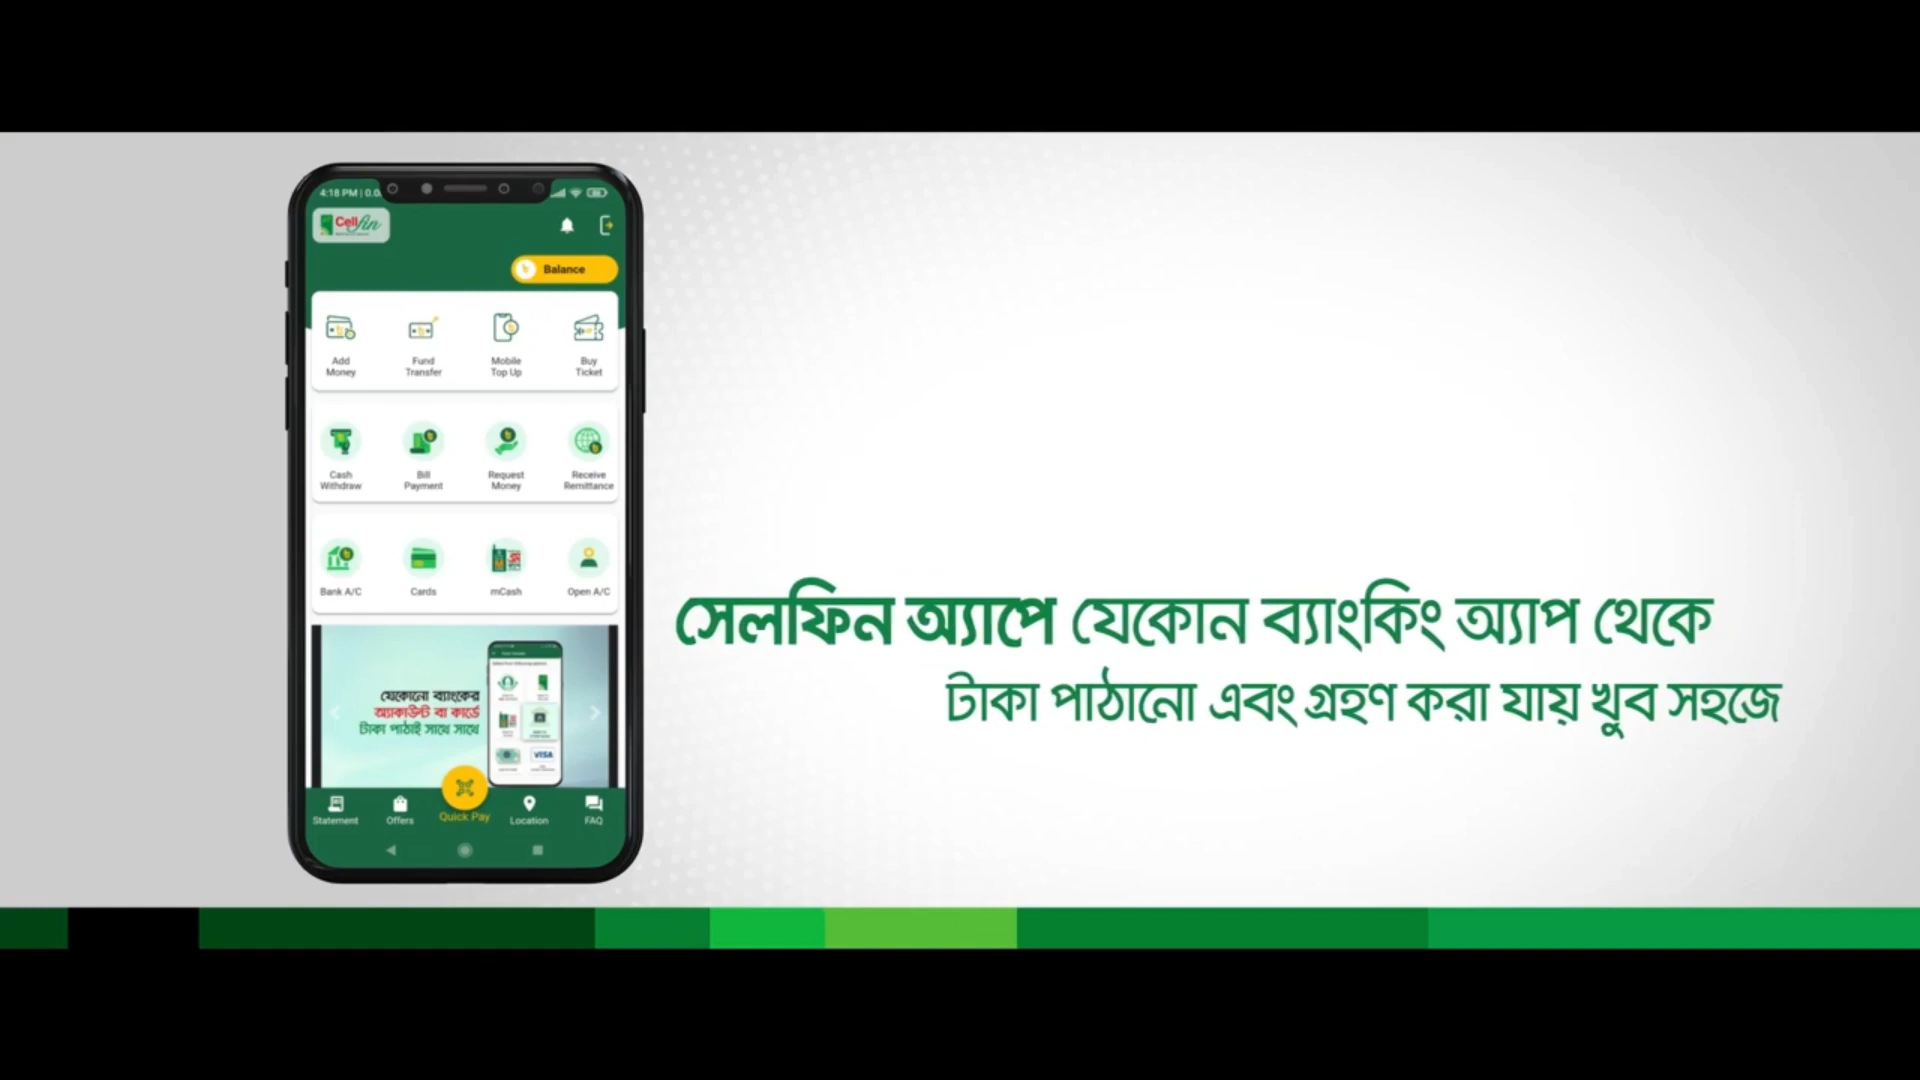 4:18 PM | 0.0
Cellfin
Balance
Add Money
Fund Transfer
Mobile Top Up
Buy Ticket
Cash Withdraw
Bill Payment
Request Money
Receive Remittance
Bank A/C
Cards
mCash
Open A/C
যেকোনো ব্যাংকের
অ্যাকাউন্ট বা কার্ডে
টাকা পাঠাই সাথে সাথে
VISA
Statement
Offers
Quick Pay
Location
FAQ
সেলফিন অ্যাপে যেকোন ব্যাংকিং অ্যাপ থেকে
টাকা পাঠানো এবং গ্রহণ করা যায় খুব সহজে